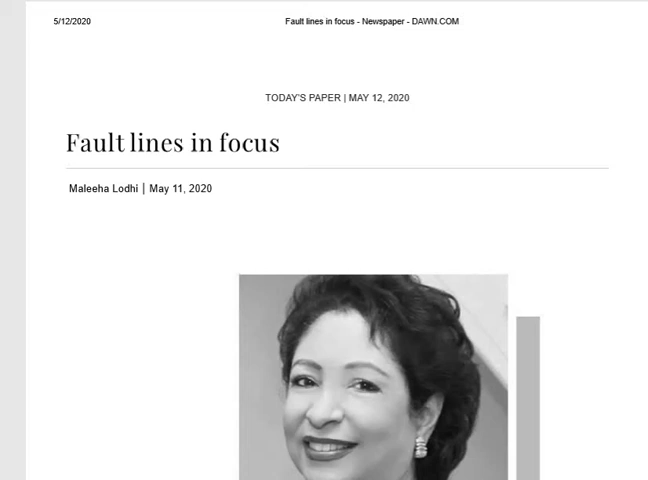 5/12/2020 Fault lines in focus - Newspaper - DAWN.COM
TODAY'S PAPER | MAY 12, 2020
Fault lines in focus
Maleeha Lodhi | May 11, 2020